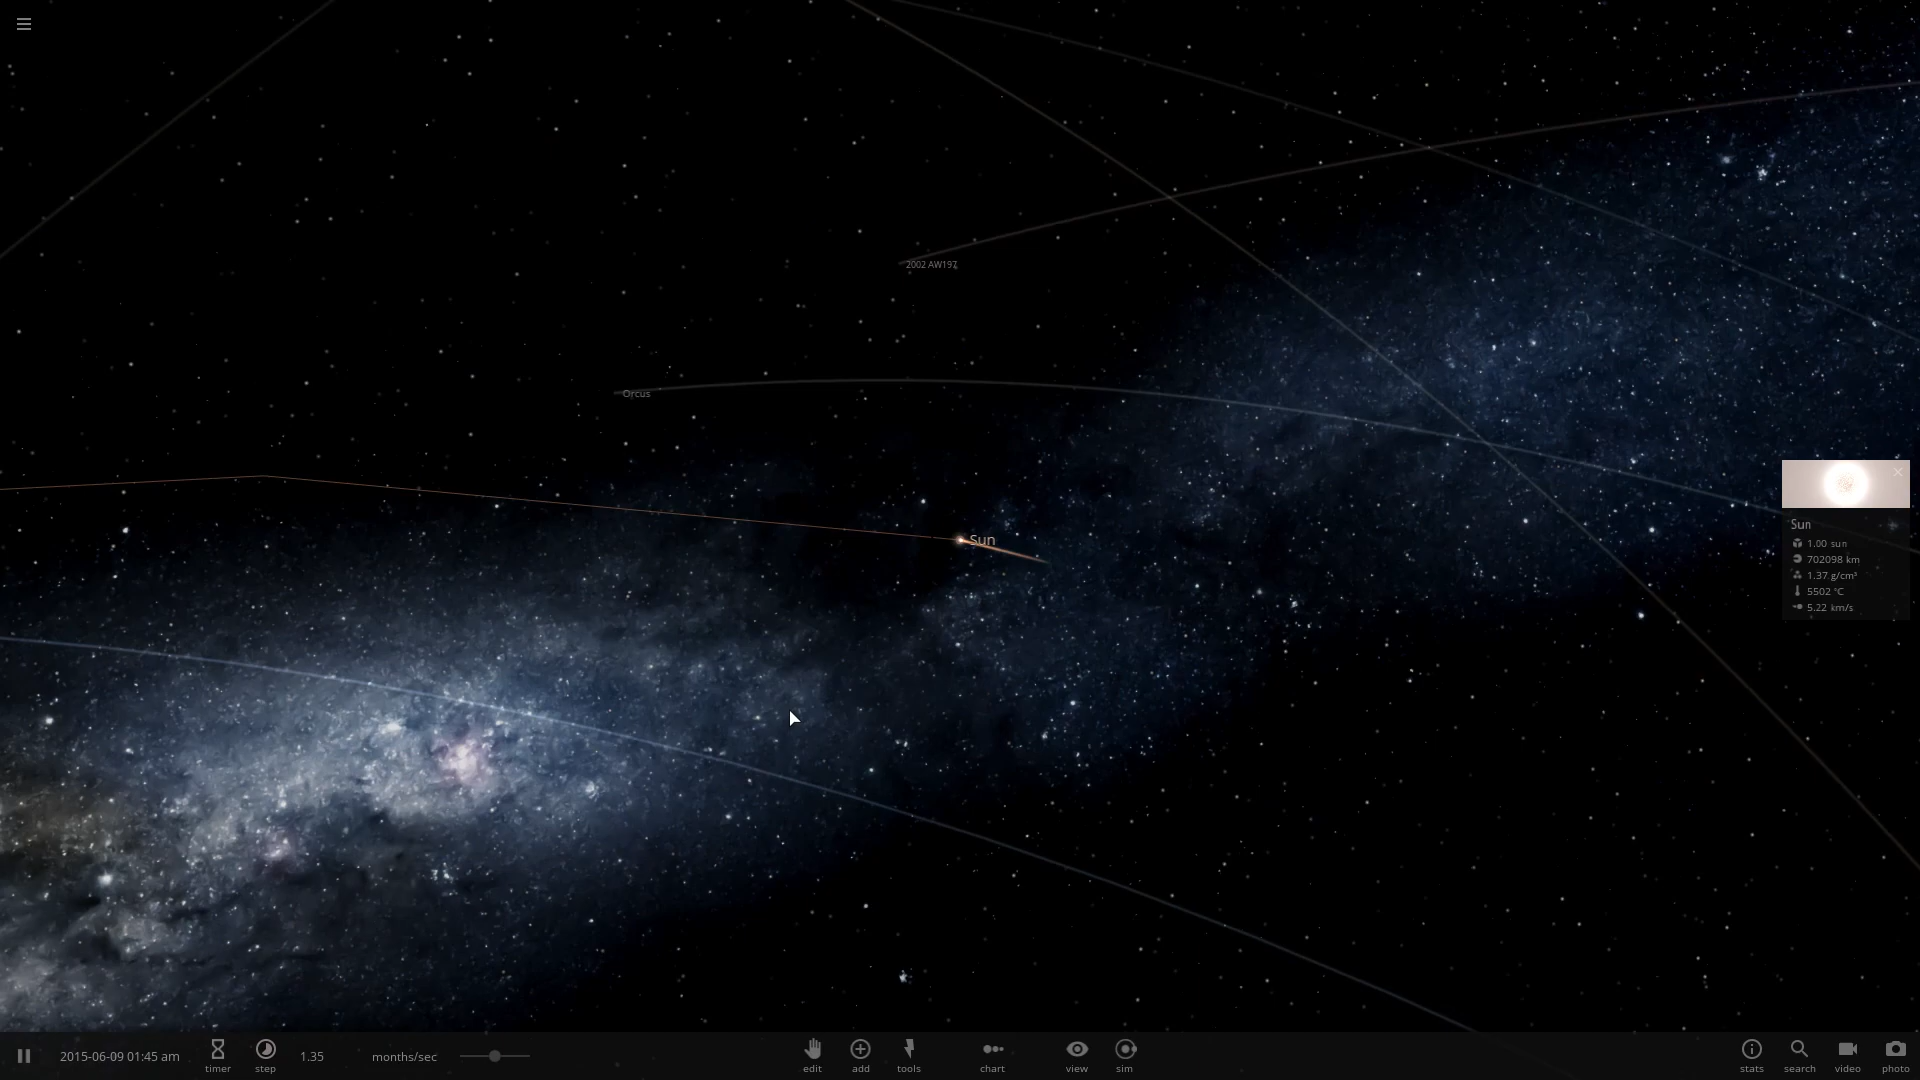 2002 AW197
Orcus
Sun
Sun
1.00 sun
702098 km
1.37 g/cm³
5502 °C
5.22 km/s
2015-06-09 01:45 am
timer
step
1.35
months/sec
edit
add
tools
chart
view
sim
stats
search
video
photo